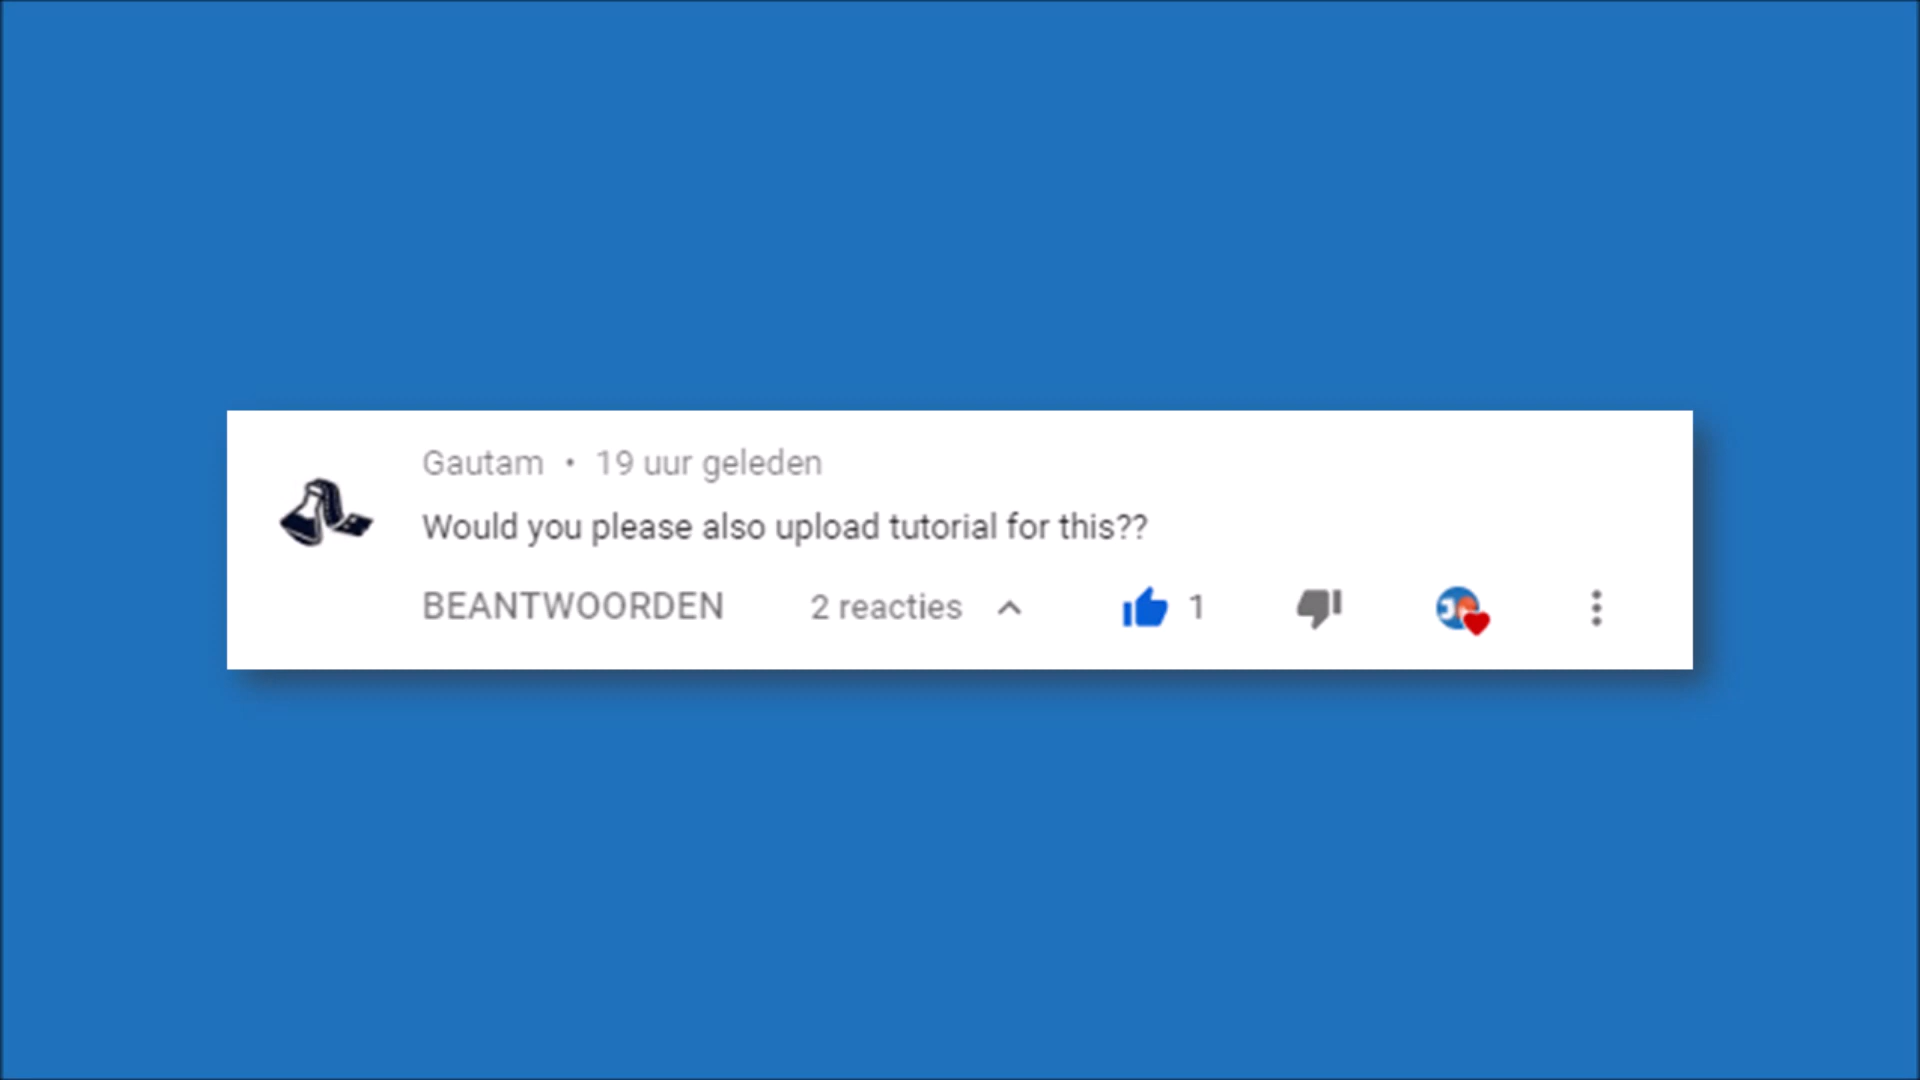 Gautam • 19 uur geleden
Would you please also upload tutorial for this??
BEANTWOORDEN 2 reacties 1